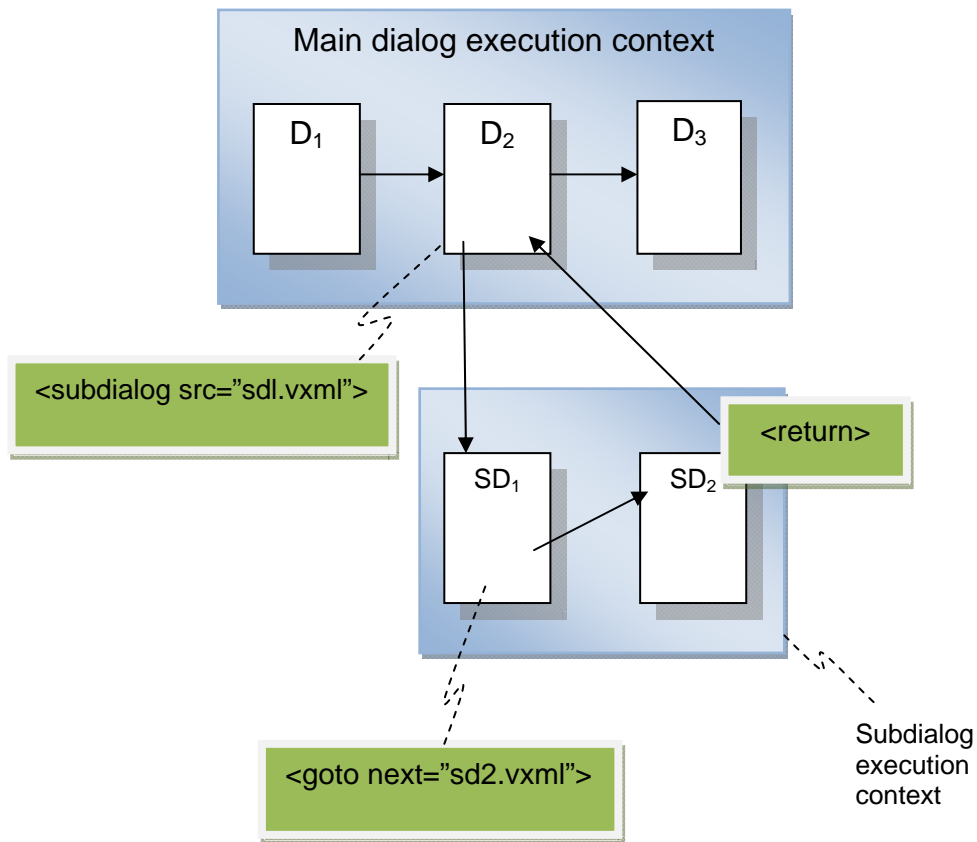 Main dialog execution context
D₁
D₂
D₃
<subdialog src=”sdl.vxml”>
<return>
SD₁
SD₂
<goto next=”sd2.vxml”>
Subdialog
execution
context